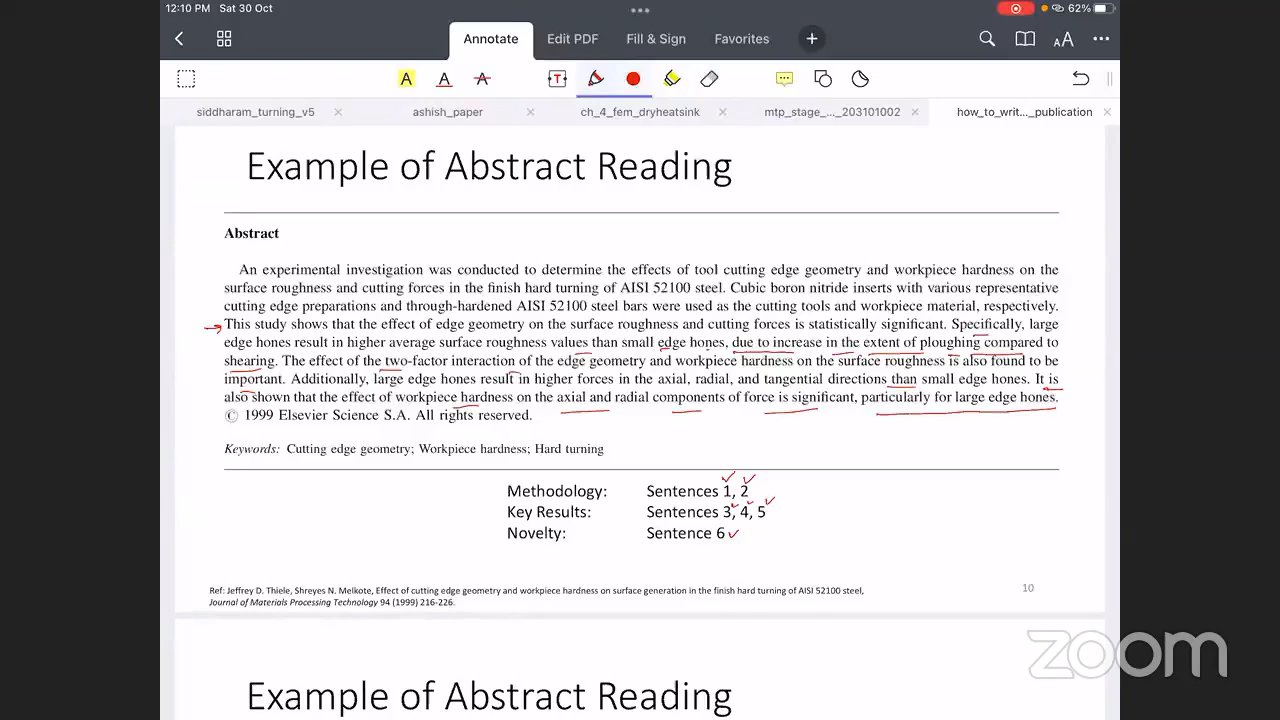 12:10 PM Sat 30 Oct
62%
Annotate Edit PDF Fill & Sign Favorites
siddharam_turning_v5 ashish_paper ch_4_fem_dryheatsink mtp_stage_..._203101002 how_to_writ..._publication
Example of Abstract Reading
Abstract
An experimental investigation was conducted to determine the effects of tool cutting edge geometry and workpiece hardness on the
surface roughness and cutting forces in the finish hard turning of AISI 52100 steel. Cubic boron nitride inserts with various representative
cutting edge preparations and through-hardened AISI 52100 steel bars were used as the cutting tools and workpiece material, respectively.
This study shows that the effect of edge geometry on the surface roughness and cutting forces is statistically significant. Specifically, large
edge hones result in higher average surface roughness values than small edge hones, due to increase in the extent of ploughing compared to
shearing. The effect of the two-factor interaction of the edge geometry and workpiece hardness on the surface roughness is also found to be
important. Additionally, large edge hones result in higher forces in the axial, radial, and tangential directions than small edge hones. It is
also shown that the effect of workpiece hardness on the axial and radial components of force is significant, particularly for large edge hones.
© 1999 Elsevier Science S.A. All rights reserved.
Keywords: Cutting edge geometry; Workpiece hardness; Hard turning
Methodology: Sentences 1, 2
Key Results: Sentences 3, 4, 5
Novelty: Sentence 6
Ref: Jeffrey D. Thiele, Shreyes N. Melkote, Effect of cutting edge geometry and workpiece hardness on surface generation in the finish hard turning of AISI 52100 steel,
Journal of Materials Processing Technology 94 (1999) 216-226.
10
zoom
Example of Abstract Reading